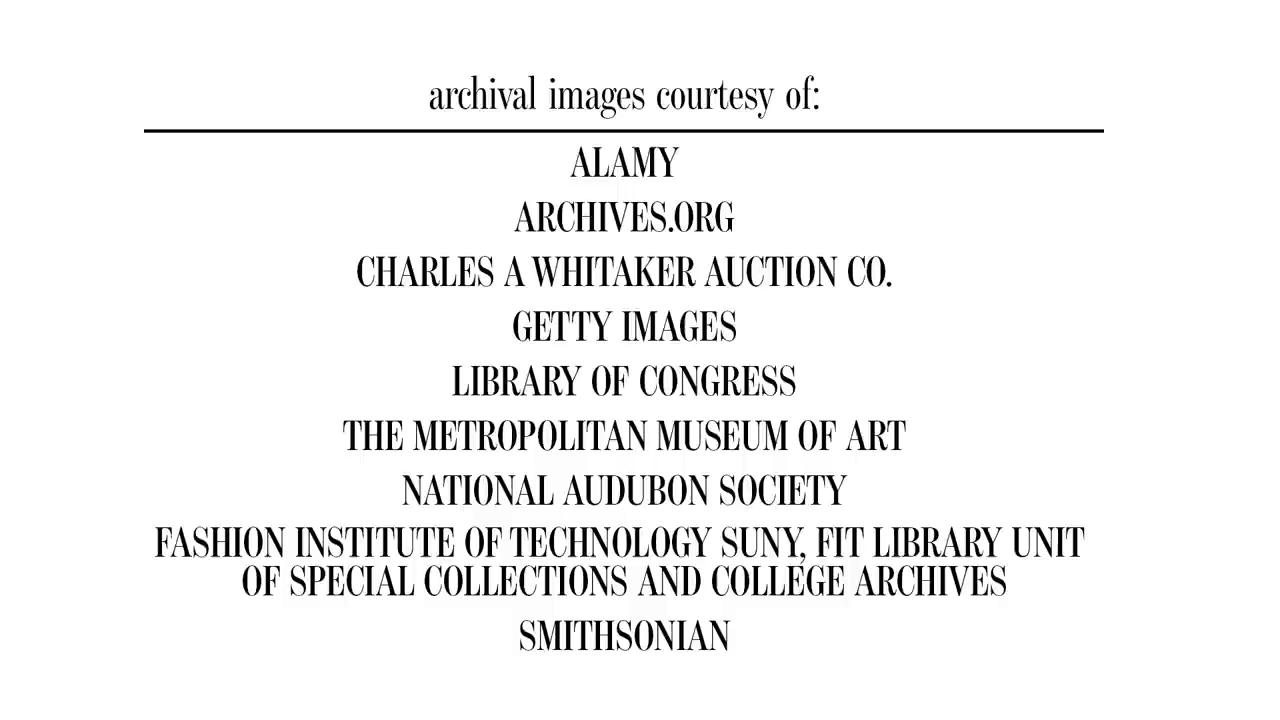 archival images courtesy of:
ALAMY
ARCHIVES.ORG
CHARLES A WHITAKER AUCTION CO.
GETTY IMAGES
LIBRARY OF CONGRESS
THE METROPOLITAN MUSEUM OF ART
NATIONAL AUDUBON SOCIETY
FASHION INSTITUTE OF TECHNOLOGY SUNY, FIT LIBRARY UNIT
OF SPECIAL COLLECTIONS AND COLLEGE ARCHIVES
SMITHSONIAN